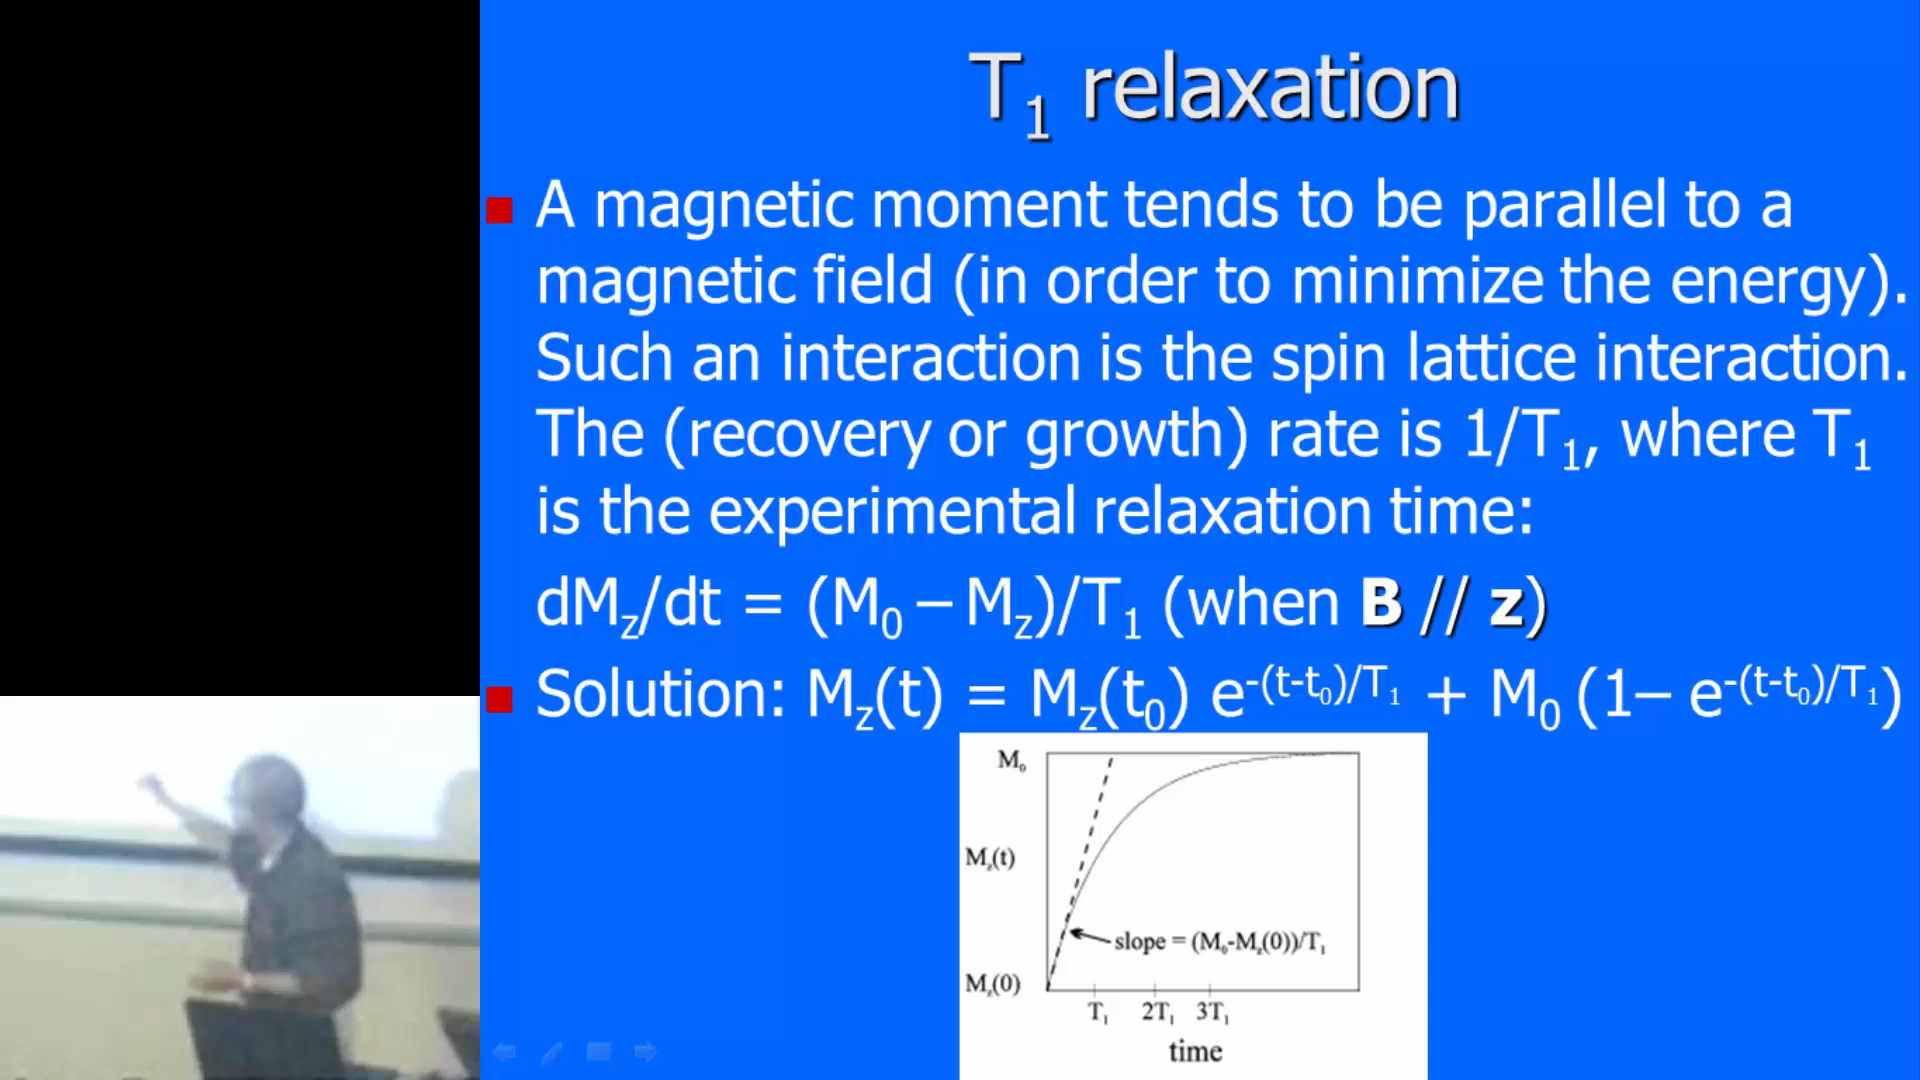 T₁ relaxation
A magnetic moment tends to be parallel to a
magnetic field (in order to minimize the energy).
Such an interaction is the spin lattice interaction.
The (recovery or growth) rate is 1/T₁, where T₁
is the experimental relaxation time:
dM_z/dt = (M₀ – M_z)/T₁ (when B // z)
Solution: M_z(t) = M_z(t₀) e^-(t-t₀)/T₁ + M₀ (1– e^-(t-t₀)/T₁)
M₀
M_z(t)
slope = (M₀-M_z(0))/T₁
M_z(0)
T₁ 2T₁ 3T₁
time